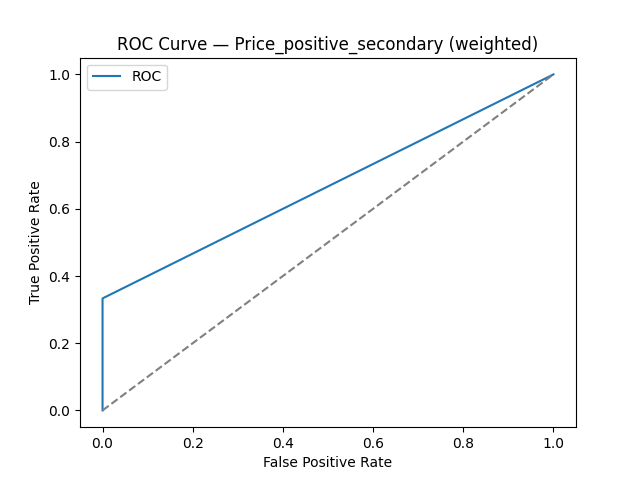 ROC Curve — Price_positive_secondary (weighted)
ROC
1.0
0.8
0.6
0.4
0.2
0.0
True Positive Rate
0.0 0.2 0.4 0.6 0.8 1.0
False Positive Rate